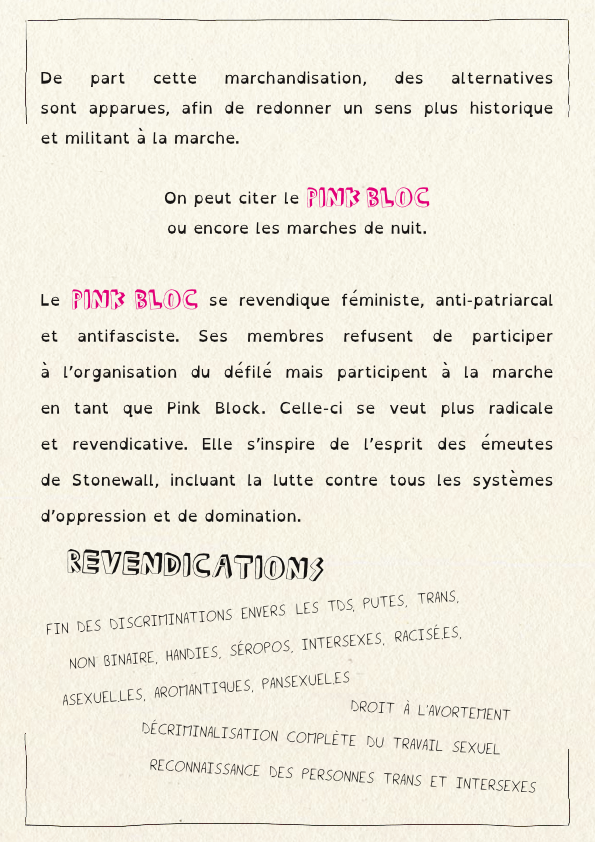 De part cette marchandisation, des alternatives
sont apparues, afin de redonner un sens plus historique
et militant à la marche.
On peut citer le PINK BLOC
ou encore les marches de nuit.
Le PINK BLOC se revendique féministe, anti-patriarcal
et antifasciste. Ses membres refusent de participer
à l'organisation du défilé mais participent à la marche
en tant que Pink Block. Celle-ci se veut plus radicale
et revendicative. Elle s'inspire de l'esprit des émeutes
de Stonewall, incluant la lutte contre tous les systèmes
d'oppression et de domination.
REVENDICATIONS
FIN DES DISCRIMINATIONS ENVERS LES TDS, PUTES, TRANS,
NON BINAIRE, HANDIES, SÉROPOS, INTERSEXES, RACISÉ.ES,
ASEXUEL.LES, AROMANTIQUES, PANSEXUEL.ES
DROIT À L'AVORTEMENT
DÉCRIMINALISATION COMPLÈTE DU TRAVAIL SEXUEL
RECONNAISSANCE DES PERSONNES TRANS ET INTERSEXES